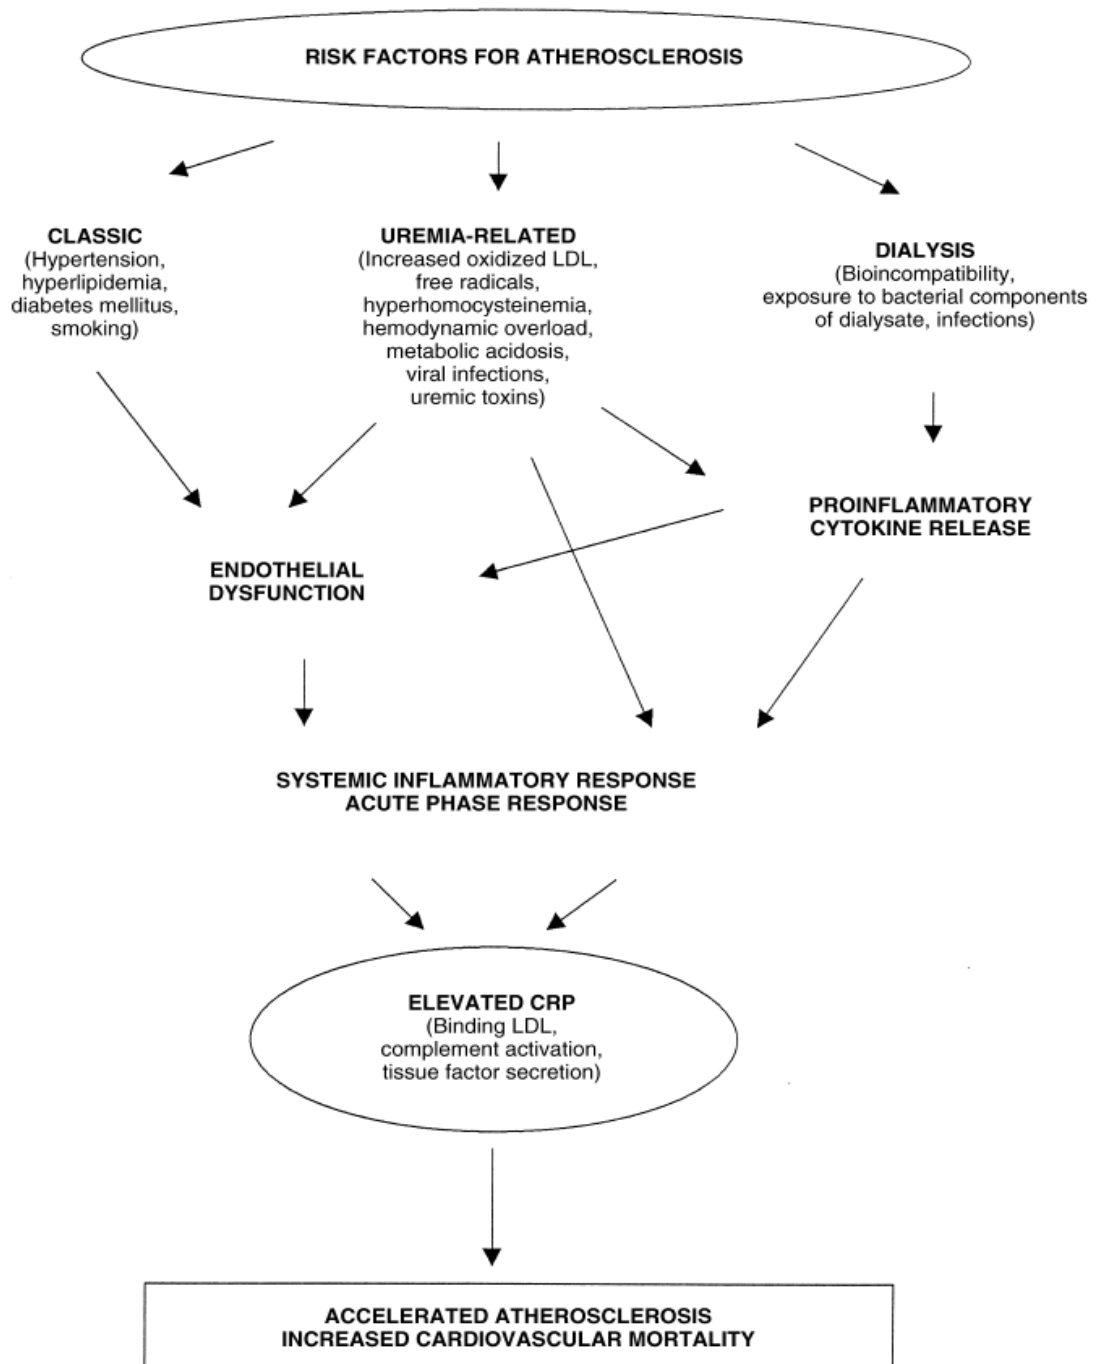 RISK FACTORS FOR ATHEROSCLEROSIS
CLASSIC
(Hypertension,
hyperlipidemia,
diabetes mellitus,
smoking)
UREMIA-RELATED
(Increased oxidized LDL,
free radicals,
hyperhomocysteinemia,
hemodynamic overload,
metabolic acidosis,
viral infections,
uremic toxins)
DIALYSIS
(Bioincompatibility,
exposure to bacterial components
of dialysate, infections)
PROINFLAMMATORY
CYTOKINE RELEASE
ENDOTHELIAL
DYSFUNCTION
SYSTEMIC INFLAMMATORY RESPONSE
ACUTE PHASE RESPONSE
ELEVATED CRP
(Binding LDL,
complement activation,
tissue factor secretion)
ACCELERATED ATHEROSCLEROSIS
INCREASED CARDIOVASCULAR MORTALITY